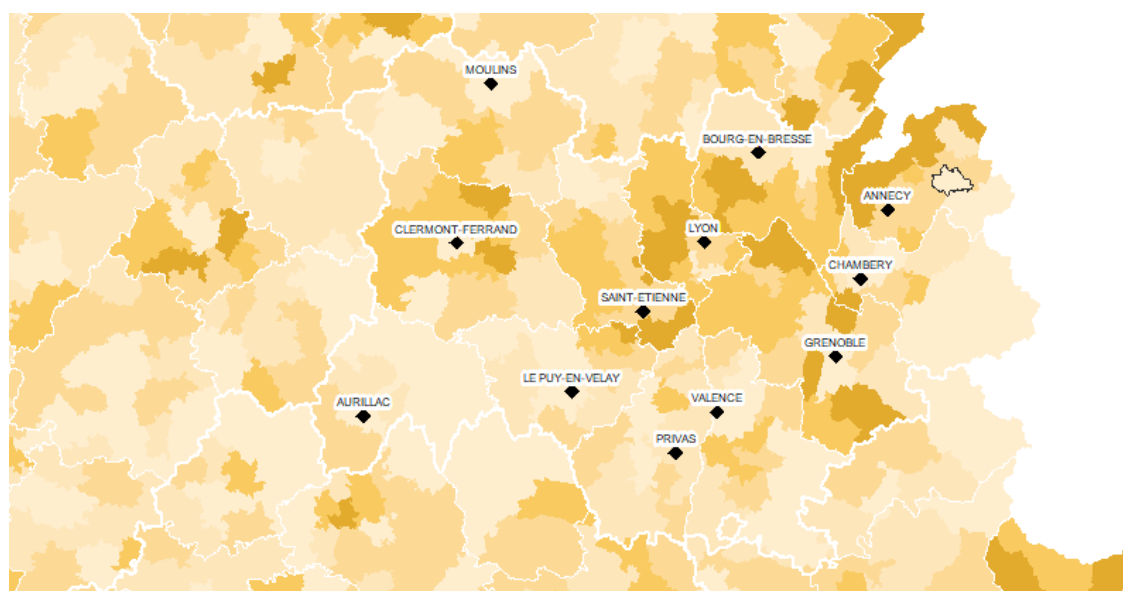 MOULINS
BOURG-EN-BRESSE
ANNECY
CLERMONT-FERRAND
LYON
CHAMBERY
SAINT-ETIENNE
GRENOBLE
LE PUY-EN-VELAY
AURILLAC
VALENCE
PRIVAS